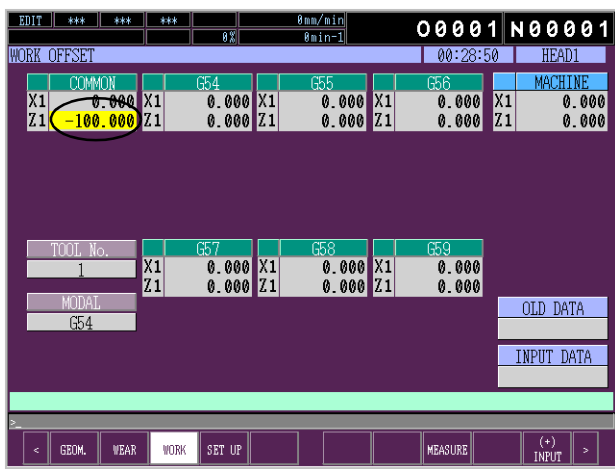 EDIT *** *** *** 0mm/min O0001 N00001
0% 0min-1
WORK OFFSET 00:28:50 HEAD1
COMMON G54 G55 G56 MACHINE
X1 0.000 X1 0.000 X1 0.000 X1 0.000 X1 0.000
Z1 -100.000 Z1 0.000 Z1 0.000 Z1 0.000 Z1 0.000
TOOL No. G57 G58 G59
1 X1 0.000 X1 0.000 X1 0.000
Z1 0.000 Z1 0.000 Z1 0.000
MODAL OLD DATA
G54
INPUT DATA
>_
< GEOM. WEAR WORK SET UP MEASURE (+) INPUT >